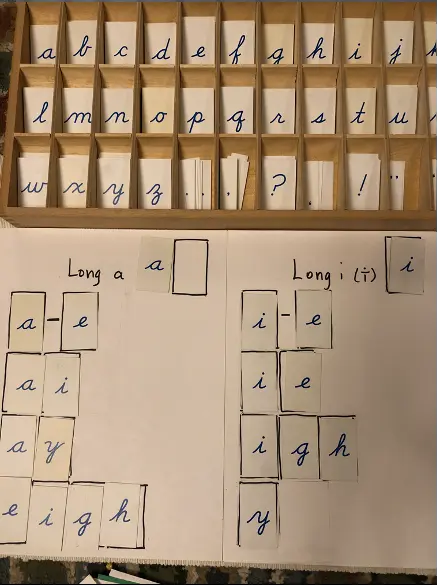 a b c d e f g h i j k
l m n o p q r s t u
w x y z . , ? . ! ..
Long a a
a - e
a i
a y
e i g h
Long i (ī) i
i - e
i e
i g h
y